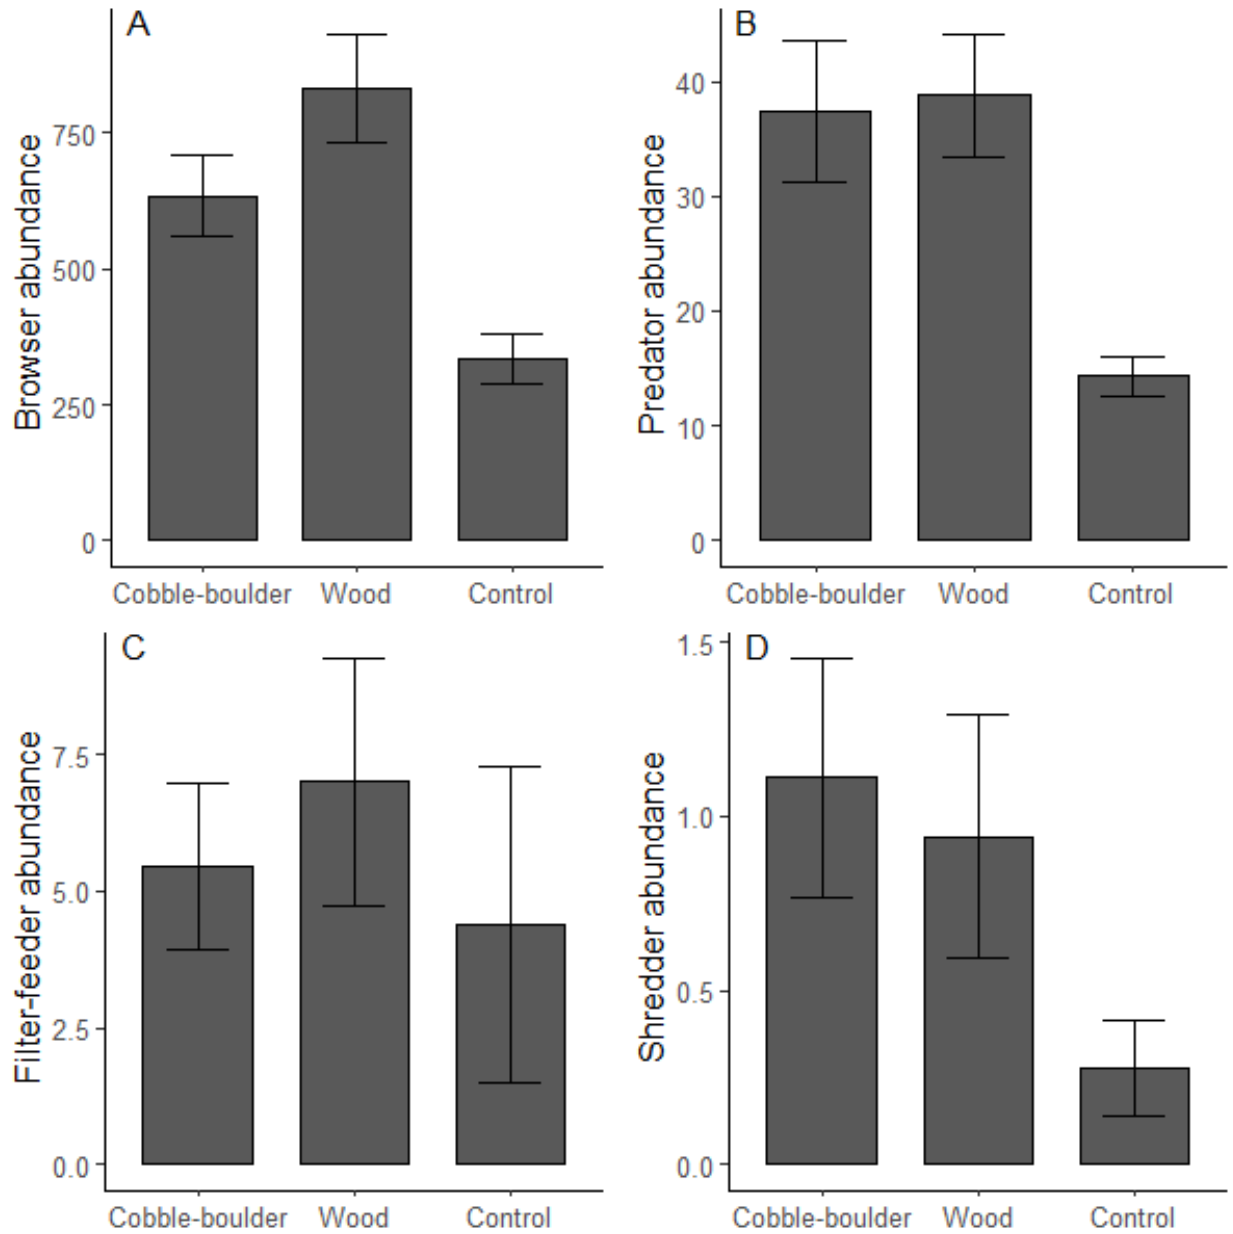 A
Browser abundance
750
500
250
0
Cobble-boulder Wood Control
B
Predator abundance
40
30
20
10
0
Cobble-boulder Wood Control
C
Filter-feeder abundance
7.5
5.0
2.5
0.0
Cobble-boulder Wood Control
D
Shredder abundance
1.5
1.0
0.5
0.0
Cobble-boulder Wood Control